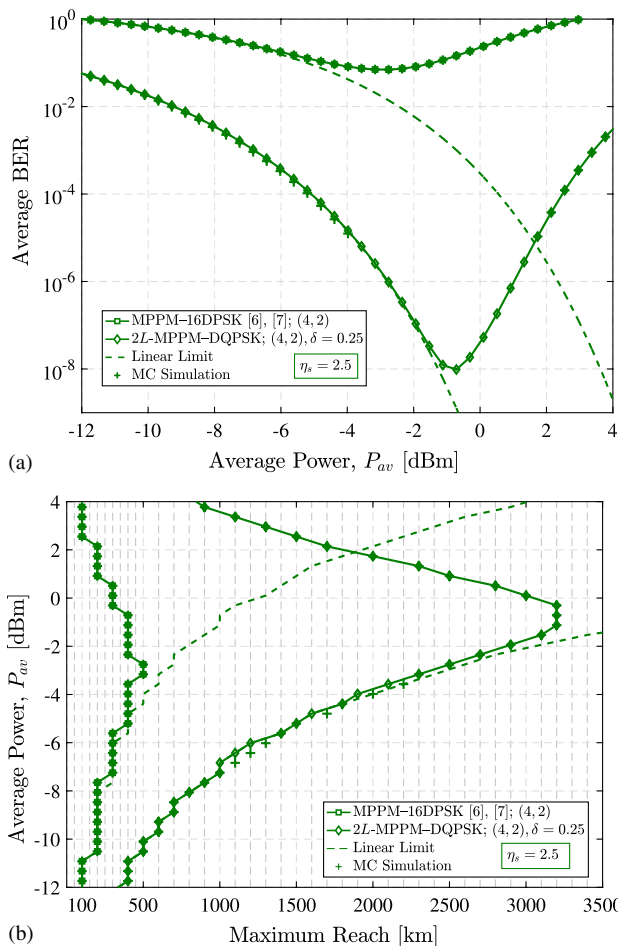 10^0
10^-2
10^-4
10^-6
10^-8
Average BER
MPPM–16DPSK [6], [7]; (4, 2)
2L-MPPM–DQPSK; (4, 2), δ = 0.25
Linear Limit
MC Simulation
η_s = 2.5
-12 -10 -8 -6 -4 -2 0 2 4
(a)
Average Power, P_av [dBm]
4
2
0
-2
-4
-6
-8
-10
-12
Average Power, P_av [dBm]
MPPM–16DPSK [6], [7]; (4, 2)
2L-MPPM–DQPSK; (4, 2), δ = 0.25
Linear Limit
MC Simulation
η_s = 2.5
100 500 1000 1500 2000 2500 3000 3500
(b)
Maximum Reach [km]